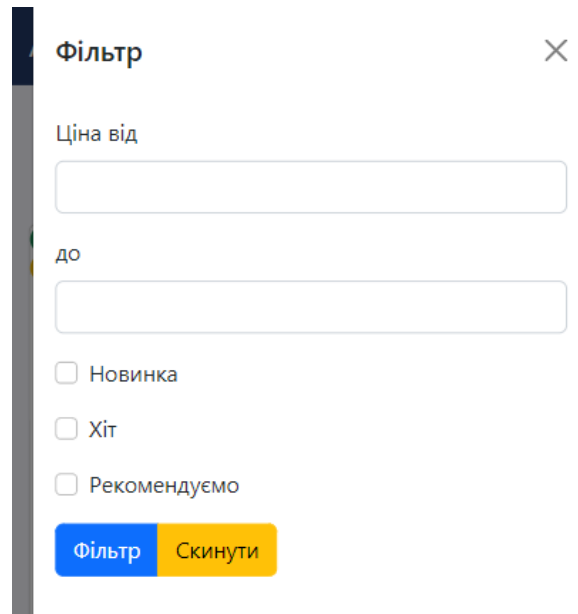 Фільтр
Ціна від
до
Новинка
Хіт
Рекомендуємо
Фільтр Скинути